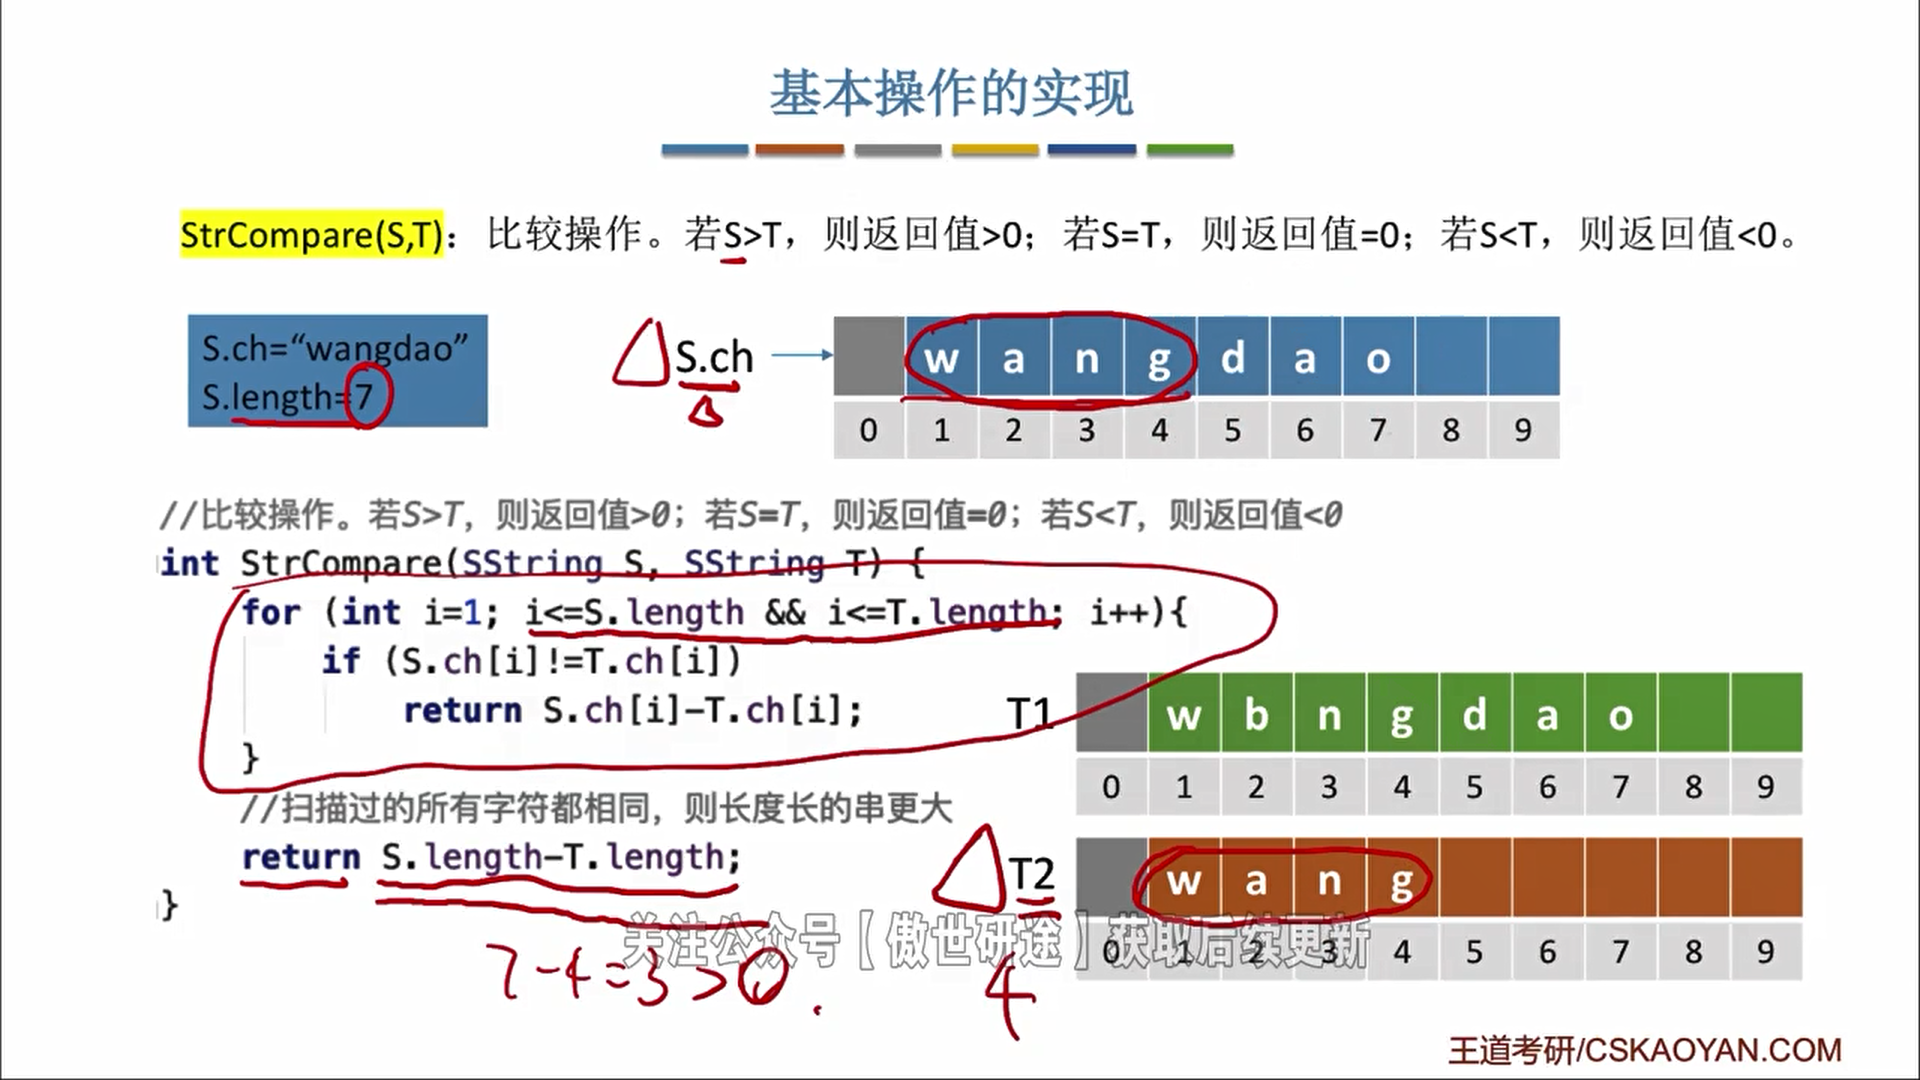 基本操作的实现
StrCompare(S,T)：比较操作。若S>T，则返回值>0；若S=T，则返回值=0；若S<T，则返回值<0。
S.ch=“wangdao”
S.length=7
S.ch
w a n g d a o
0 1 2 3 4 5 6 7 8 9
//比较操作。若S>T，则返回值>0；若S=T，则返回值=0；若S<T，则返回值<0
int StrCompare(SString S, SString T) {
for (int i=1; i<=S.length && i<=T.length; i++){
if (S.ch[i]!=T.ch[i])
return S.ch[i]-T.ch[i];
}
//扫描过的所有字符都相同，则长度长的串更大
return S.length-T.length;
}
T1
w b n g d a o
0 1 2 3 4 5 6 7 8 9
T2
w a n g
0 1 2 3 4 5 6 7 8 9
关注公众号【傲世研途】获取后续更新
7-4=3>0.
4
王道考研/CSKAOYAN.COM